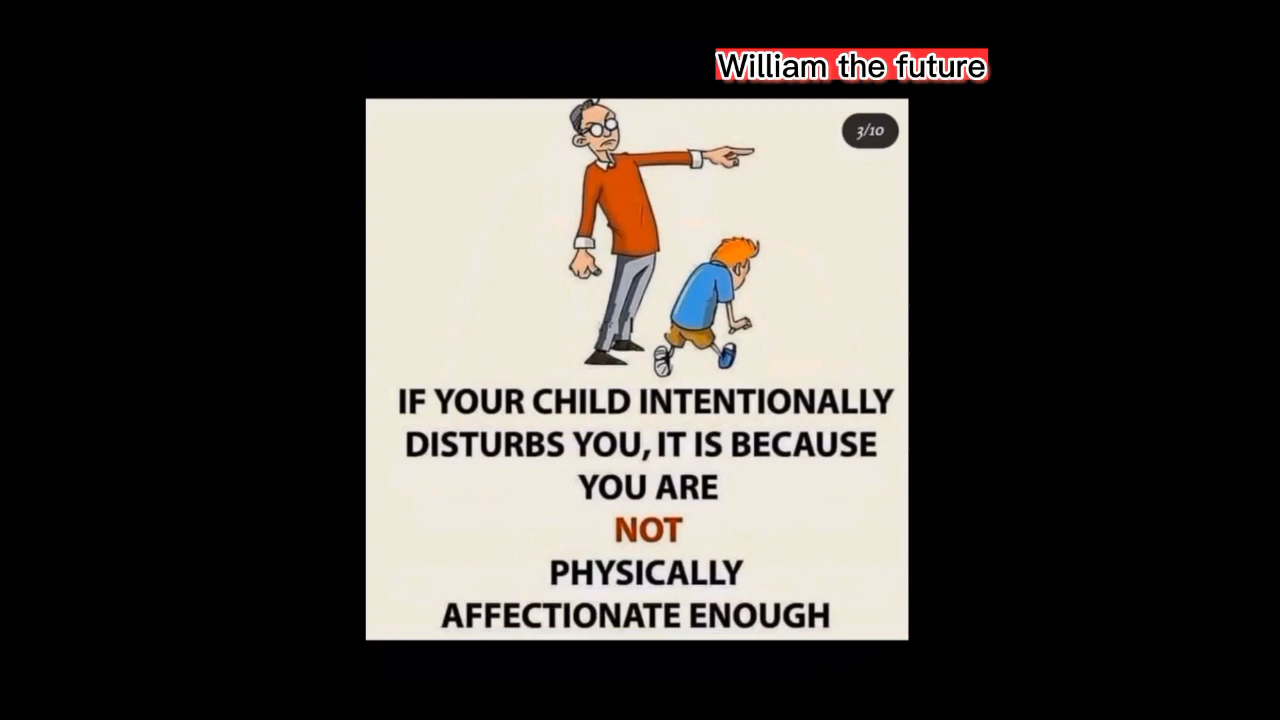 William the future
3/10
IF YOUR CHILD INTENTIONALLY
DISTURBS YOU, IT IS BECAUSE
YOU ARE
NOT
PHYSICALLY
AFFECTIONATE ENOUGH